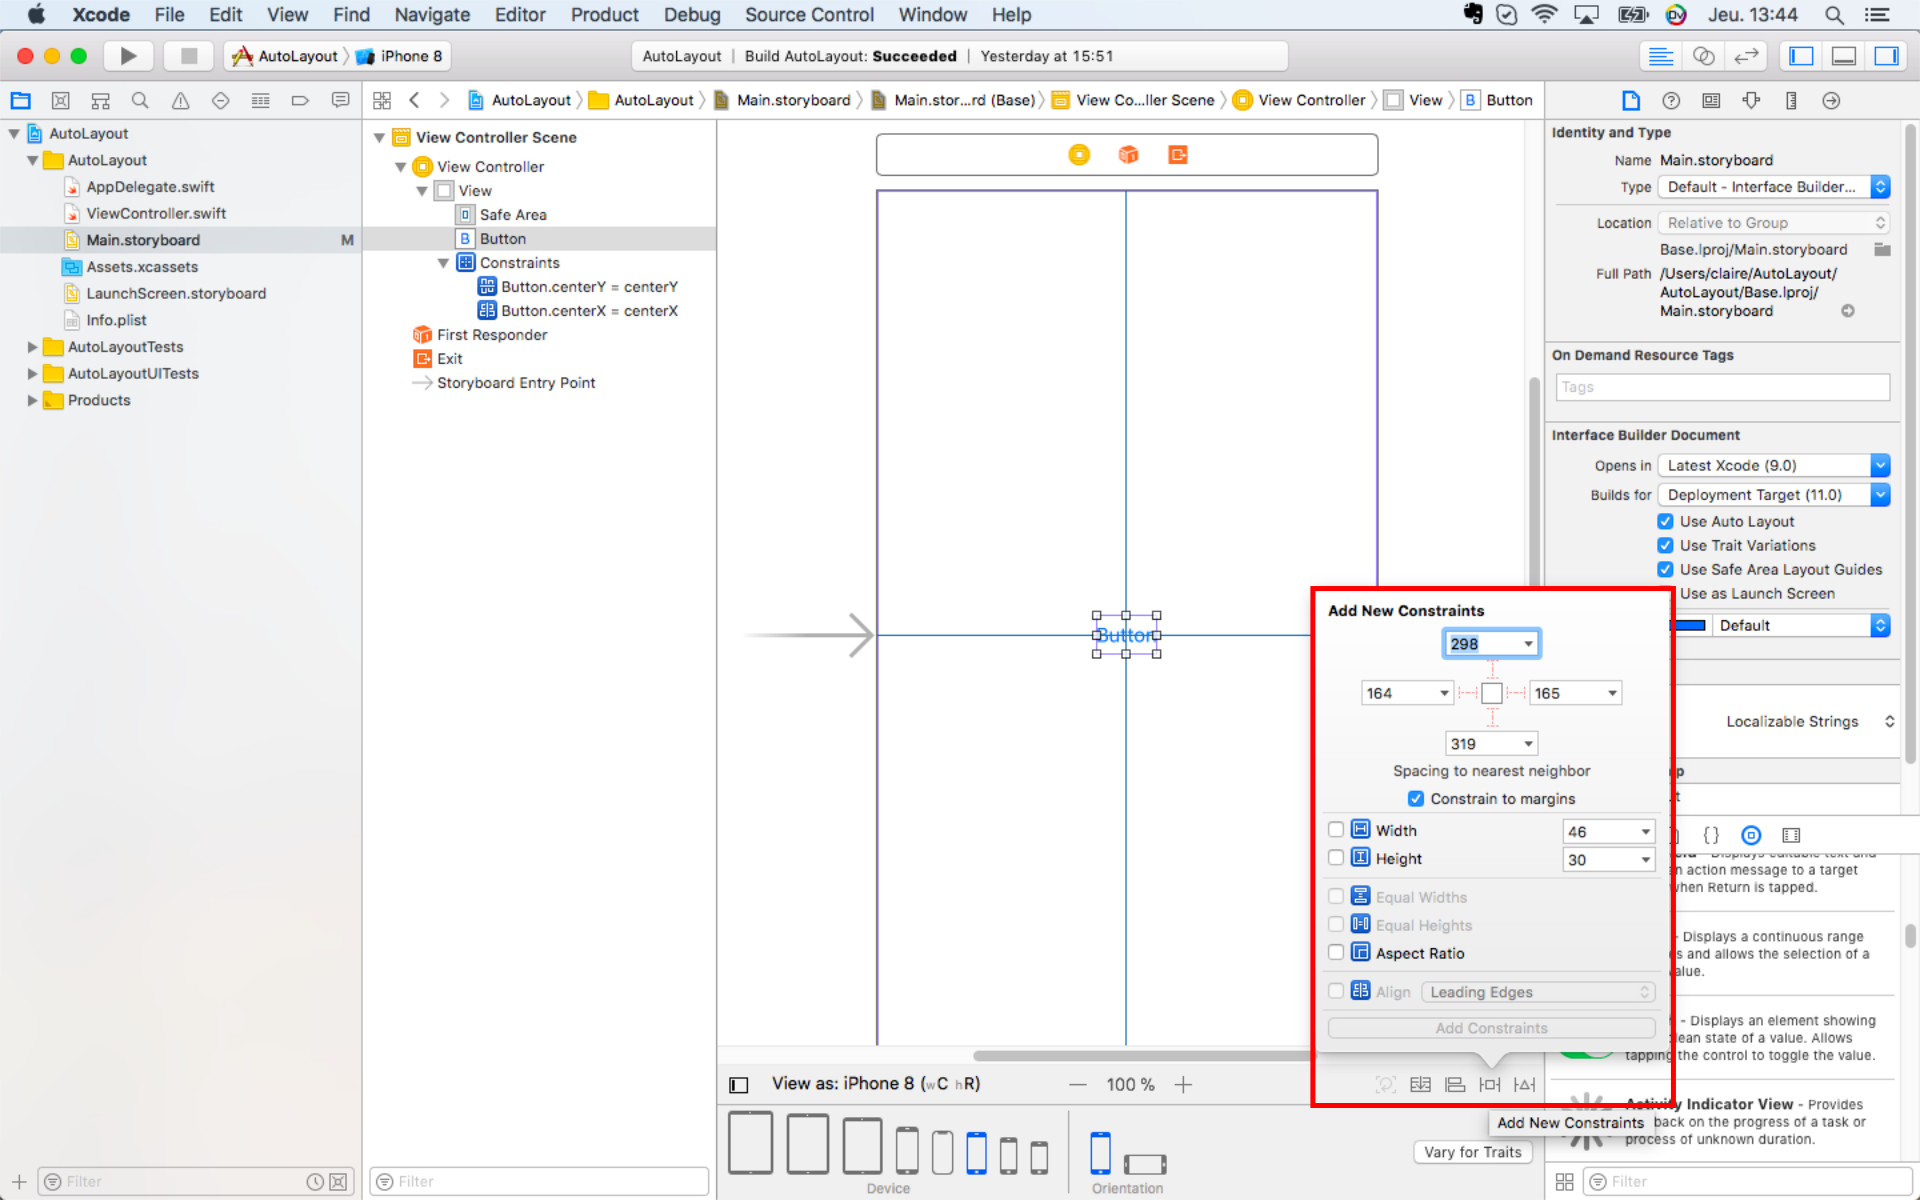 Xcode File Edit View Find Navigate Editor Product Debug Source Control Window Help Jeu. 13:44
AutoLayout iPhone 8 AutoLayout | Build AutoLayout: Succeeded | Yesterday at 15:51
AutoLayout AutoLayout Main.storyboard Main.stor...rd (Base) View Co...ller Scene View Controller View B Button
AutoLayout
AutoLayout
AppDelegate.swift
ViewController.swift
Main.storyboard M
Assets.xcassets
LaunchScreen.storyboard
Info.plist
AutoLayoutTests
AutoLayoutUITests
Products
Filter
View Controller Scene
View Controller
View
Safe Area
B Button
Constraints
Button.centerY = centerY
Button.centerX = centerX
First Responder
Exit
Storyboard Entry Point
Filter
Button
View as: iPhone 8 (wC hR) — 100 % +
Device
Orientation
Vary for Traits
Add New Constraints
298
164 165
319
Spacing to nearest neighbor
Constrain to margins
Width 46
Height 30
Equal Widths
Equal Heights
Aspect Ratio
Align Leading Edges
Add Constraints
Add New Constraints
Identity and Type
Name Main.storyboard
Type Default - Interface Builder...
Location Relative to Group
Base.lproj/Main.storyboard
Full Path /Users/claire/AutoLayout/
AutoLayout/Base.lproj/
Main.storyboard
On Demand Resource Tags
Tags
Interface Builder Document
Opens in Latest Xcode (9.0)
Builds for Deployment Target (11.0)
Use Auto Layout
Use Trait Variations
Use Safe Area Layout Guides
Use as Launch Screen
Default
Localizable Strings
{}
- Displays editable text and
action message to a target
when Return is tapped.
- Displays a continuous range
and allows the selection of a
- Displays an element showing
state of a value. Allows
tapping the control to toggle the value.
Activity Indicator View - Provides
back on the progress of a task or
process of unknown duration.
Filter